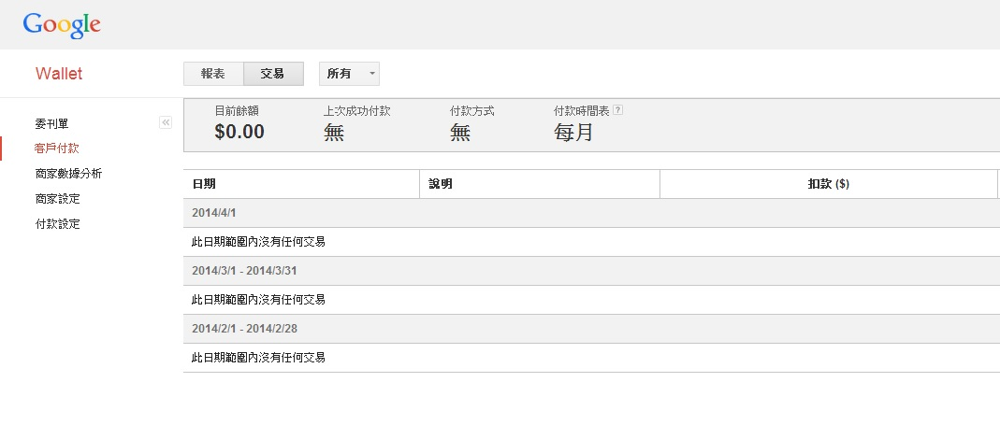 Google
Wallet 報表 交易 所有
委刊單
客戶付款
商家數據分析
商家設定
付款設定
目前餘額 上次成功付款 付款方式 付款時間表 ?
$0.00 無 無 每月
日期 說明 扣款 ($)
2014/4/1
此日期範圍內沒有任何交易
2014/3/1 - 2014/3/31
此日期範圍內沒有任何交易
2014/2/1 - 2014/2/28
此日期範圍內沒有任何交易